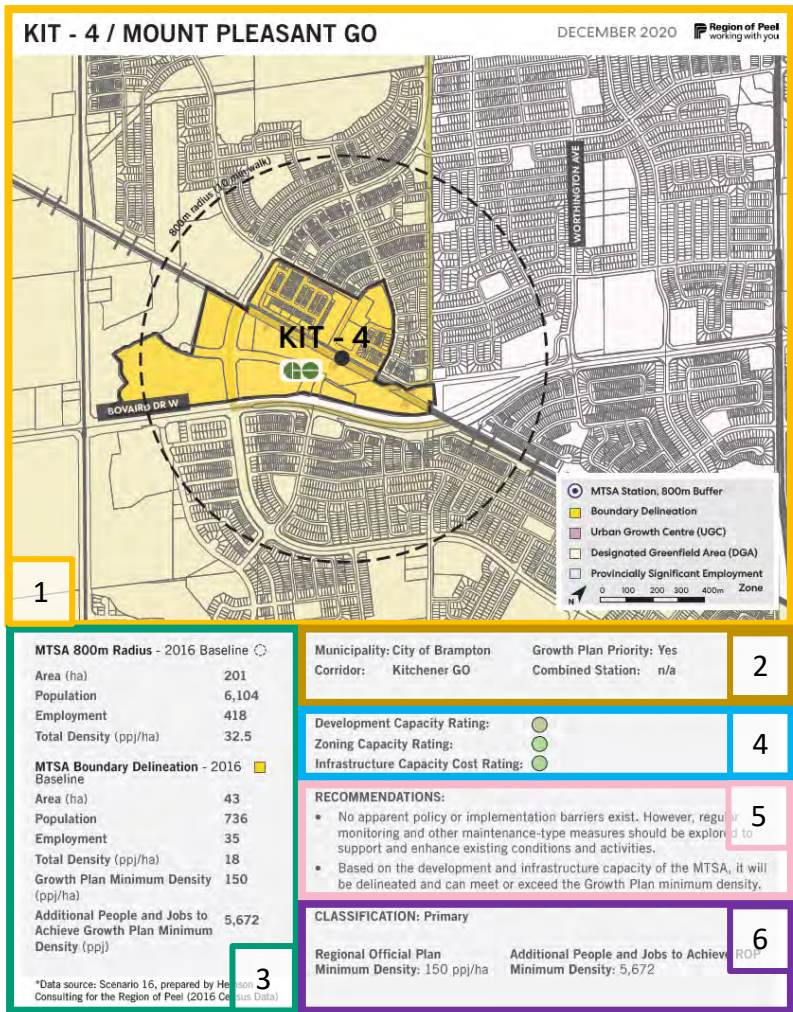 KIT - 4 / MOUNT PLEASANT GO
DECEMBER 2020
Region of Peel
working with you
800m radius (10 min walk)
WORTHINGTON AVE
KIT - 4
GO
BOVAIRD DR W
MTSA Station, 800m Buffer
Boundary Delineation
Urban Growth Centre (UGC)
Designated Greenfield Area (DGA)
Provincially Significant Employment
Zone
N
0 100 200 300 400m
1
MTSA 800m Radius - 2016 Baseline
Area (ha) 201
Population 6,104
Employment 418
Total Density (ppj/ha) 32.5
MTSA Boundary Delineation - 2016
Baseline
Area (ha) 43
Population 736
Employment 35
Total Density (ppj/ha) 18
Growth Plan Minimum Density 150
(ppj/ha)
Additional People and Jobs to 5,672
Achieve Growth Plan Minimum
Density (ppj)
*Data source: Scenario 16, prepared by Hemson
Consulting for the Region of Peel (2016 Census Data)
3
Municipality: City of Brampton Growth Plan Priority: Yes
Corridor: Kitchener GO Combined Station: n/a
2
Development Capacity Rating:
Zoning Capacity Rating:
Infrastructure Capacity Cost Rating:
4
RECOMMENDATIONS:
• No apparent policy or implementation barriers exist. However, regular
monitoring and other maintenance-type measures should be explored to
support and enhance existing conditions and activities.
• Based on the development and infrastructure capacity of the MTSA, it will
be delineated and can meet or exceed the Growth Plan minimum density.
5
CLASSIFICATION: Primary
Regional Official Plan Additional People and Jobs to Achieve ROP
Minimum Density: 150 ppj/ha Minimum Density: 5,672
6